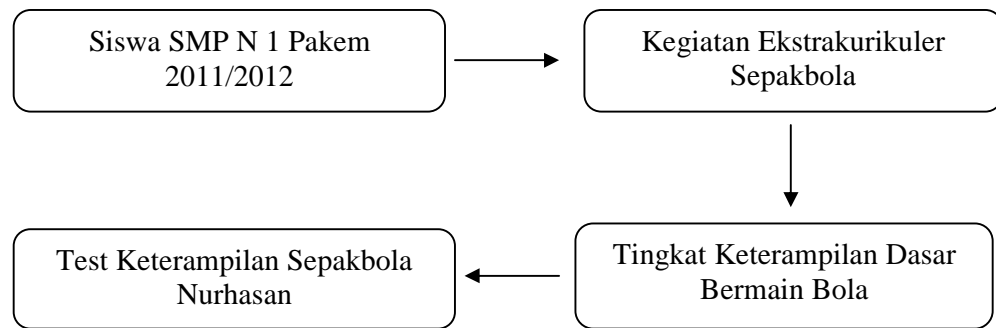 Siswa SMP N 1 Pakem
2011/2012
Kegiatan Ekstrakurikuler
Sepakbola
Tingkat Keterampilan Dasar
Bermain Bola
Test Keterampilan Sepakbola
Nurhasan